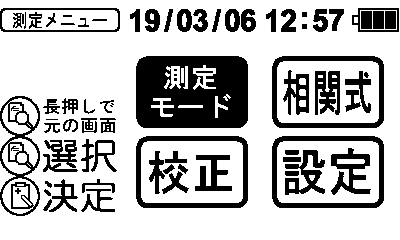 測定メニュー 19/03/06 12:57
測定
モード
相関式
長押しで
元の画面
選択
決定
校正
設定